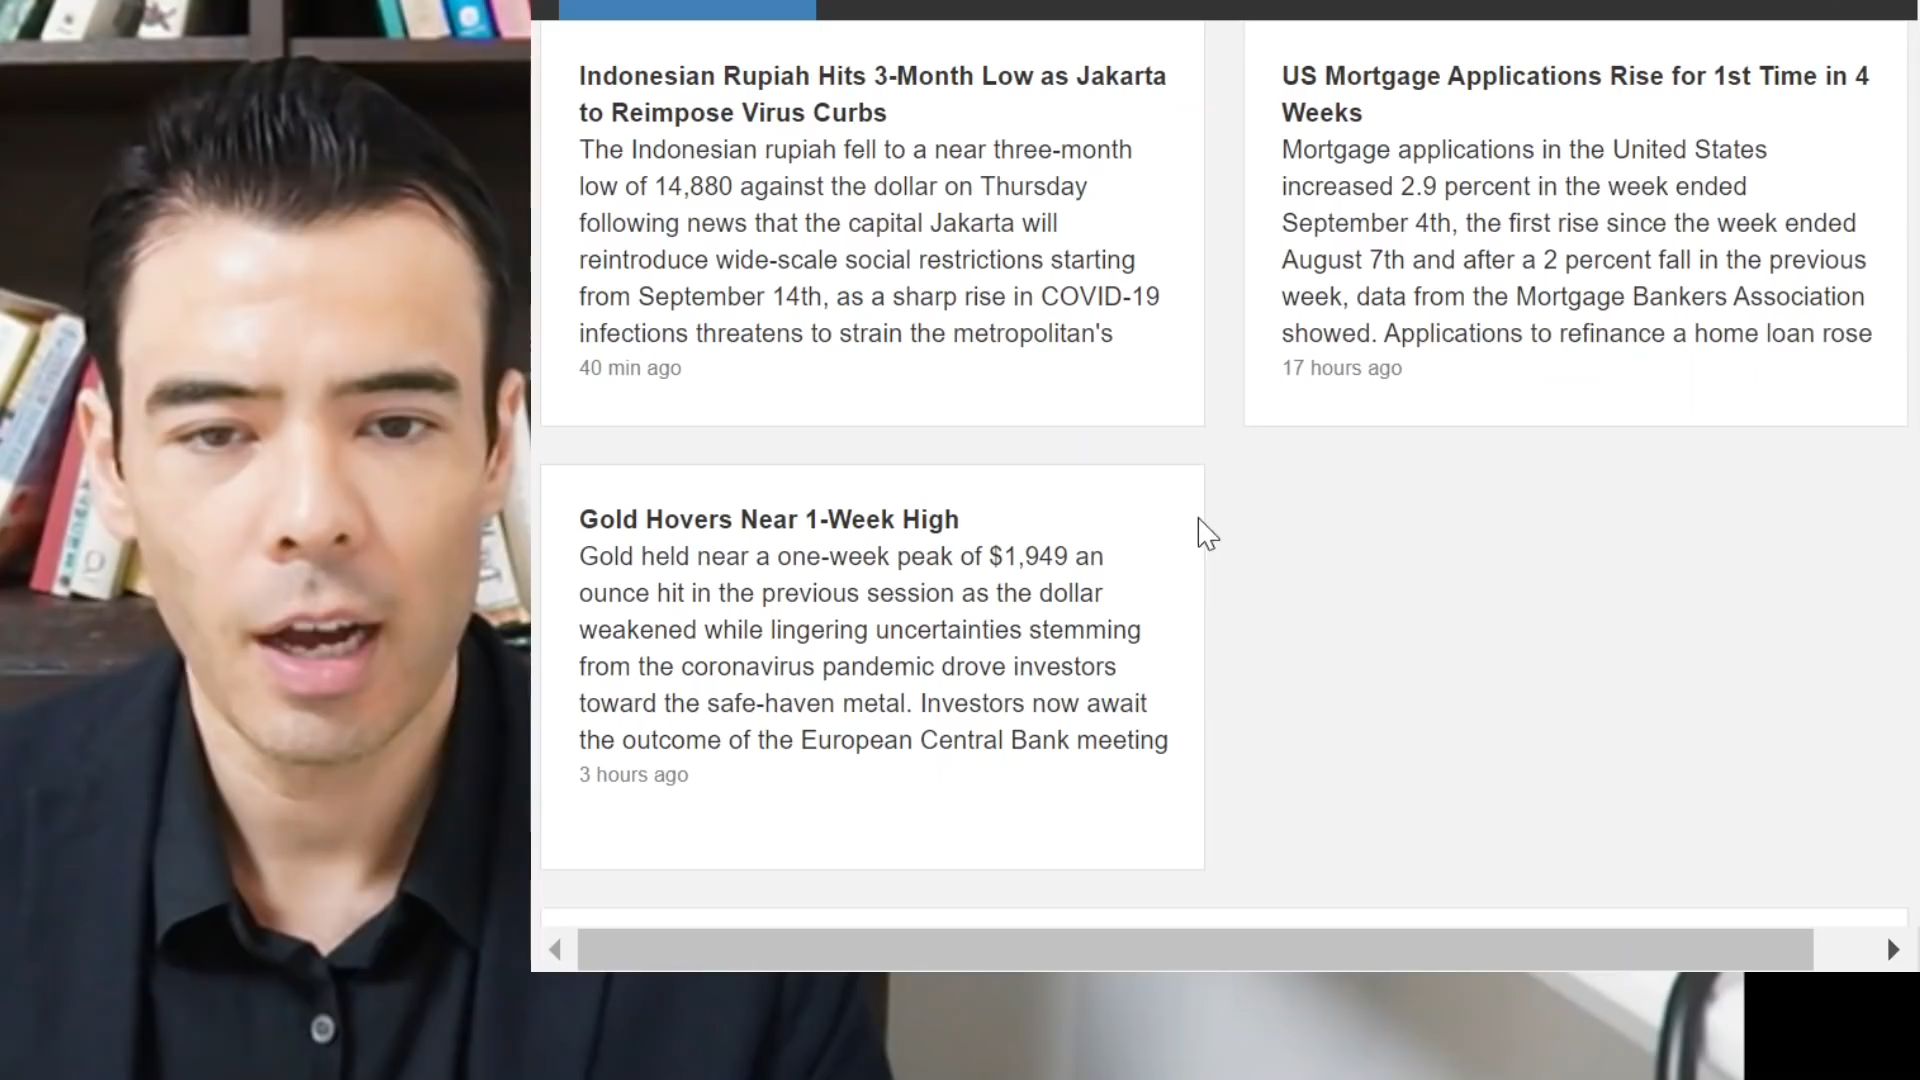 Indonesian Rupiah Hits 3-Month Low as Jakarta
to Reimpose Virus Curbs
The Indonesian rupiah fell to a near three-month
low of 14,880 against the dollar on Thursday
following news that the capital Jakarta will
reintroduce wide-scale social restrictions starting
from September 14th, as a sharp rise in COVID-19
infections threatens to strain the metropolitan's
40 min ago
US Mortgage Applications Rise for 1st Time in 4
Weeks
Mortgage applications in the United States
increased 2.9 percent in the week ended
September 4th, the first rise since the week ended
August 7th and after a 2 percent fall in the previous
week, data from the Mortgage Bankers Association
showed. Applications to refinance a home loan rose
17 hours ago
Gold Hovers Near 1-Week High
Gold held near a one-week peak of $1,949 an
ounce hit in the previous session as the dollar
weakened while lingering uncertainties stemming
from the coronavirus pandemic drove investors
toward the safe-haven metal. Investors now await
the outcome of the European Central Bank meeting
3 hours ago